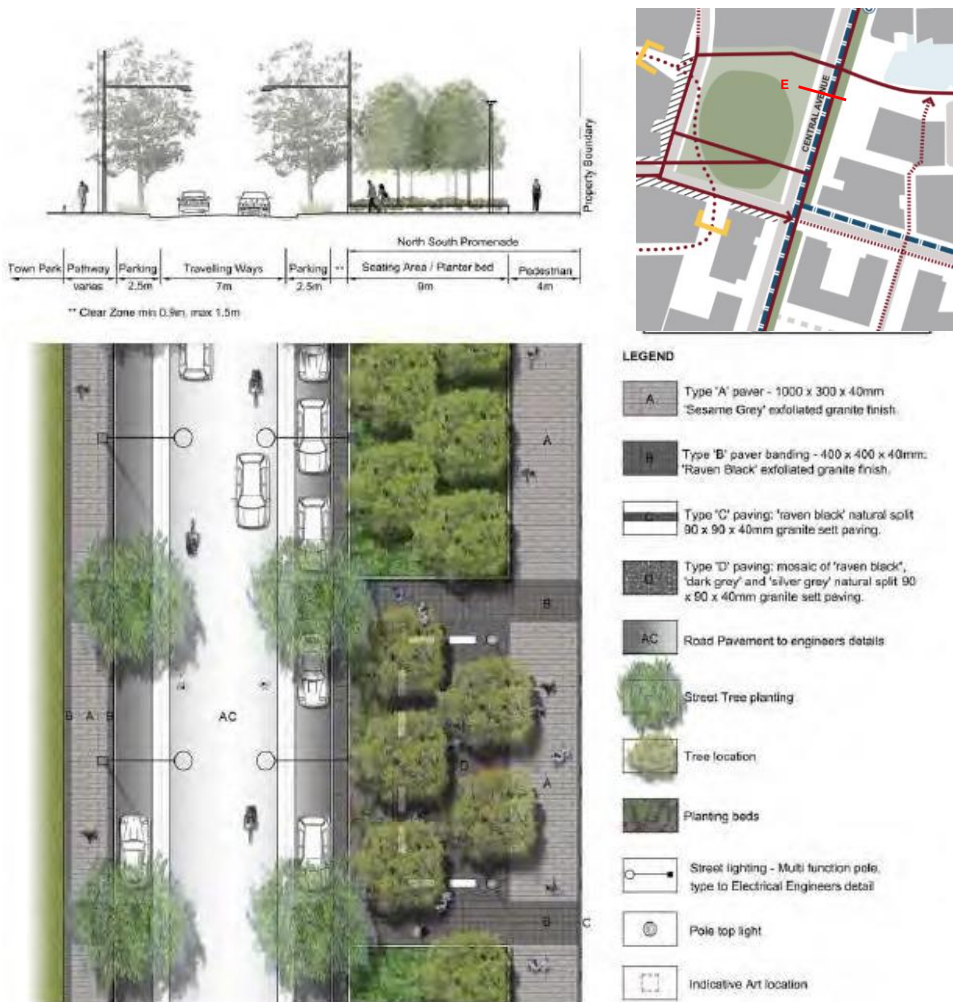 E
CENTRAL AVENUE
Property Boundary
North South Promenade
Town Park Pathway Parking Travelling Ways Parking ** Seating Area / Planter bed Pedestrian
varies 2.5m 7m 2.5m 9m 4m
** Clear Zone min 0.9m, max 1.5m
A
B
B A B AC D A
B C
LEGEND
A Type 'A' paver - 1000 x 300 x 40mm
'Sesame Grey' exfoliated granite finish.
B Type 'B' paver banding - 400 x 400 x 40mm:
'Raven Black' exfoliated granite finish.
C Type 'C' paving: 'raven black' natural split
90 x 90 x 40mm granite sett paving.
D Type 'D' paving: mosaic of 'raven black",
'dark grey' and 'silver grey' natural split 90
x 90 x 40mm granite sett paving.
AC Road Pavement to engineers details
Street Tree planting
Tree location
Planting beds
Street lighting - Multi function pole,
type to Electrical Engineers detail
Pole top light
Indicative Art location